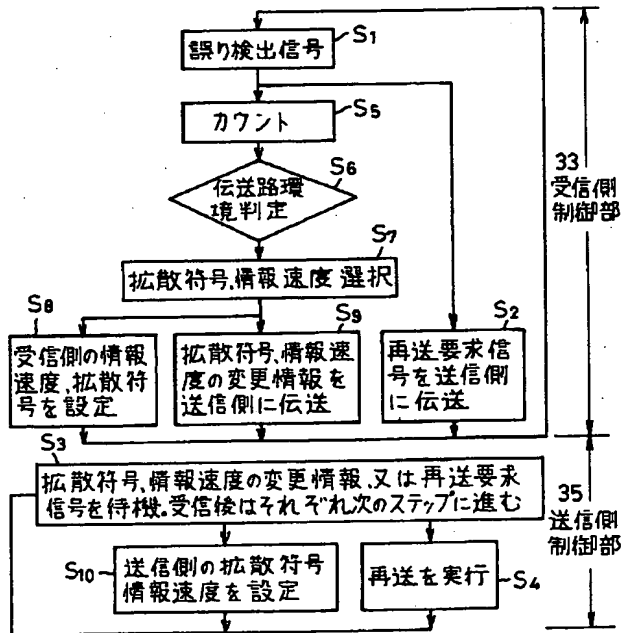 S1
誤り検出信号
S5
カウント
S6
伝送路環
境判定
S7
拡散符号、情報速度 選択
S8
受信側の情報
速度、拡散符
号を設定
S9
拡散符号、情報速
度の変更情報を
送信側に伝送
S2
再送要求信
号を送信側
に伝送
33
受信側
制御部
S3
拡散符号、情報速度の変更情報、又は再送要求
信号を待機。受信後はそれぞれ次のステップに進む
S10
送信側の拡散符号
情報速度を設定
再送を実行
S4
35
送信側
制御部